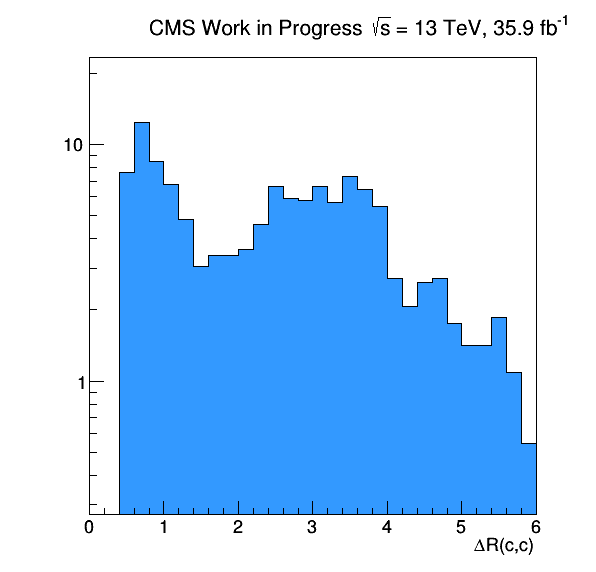 CMS Work in Progress √s = 13 TeV, 35.9 fb⁻¹
10
1
0 1 2 3 4 5 6
ΔR(c,c)